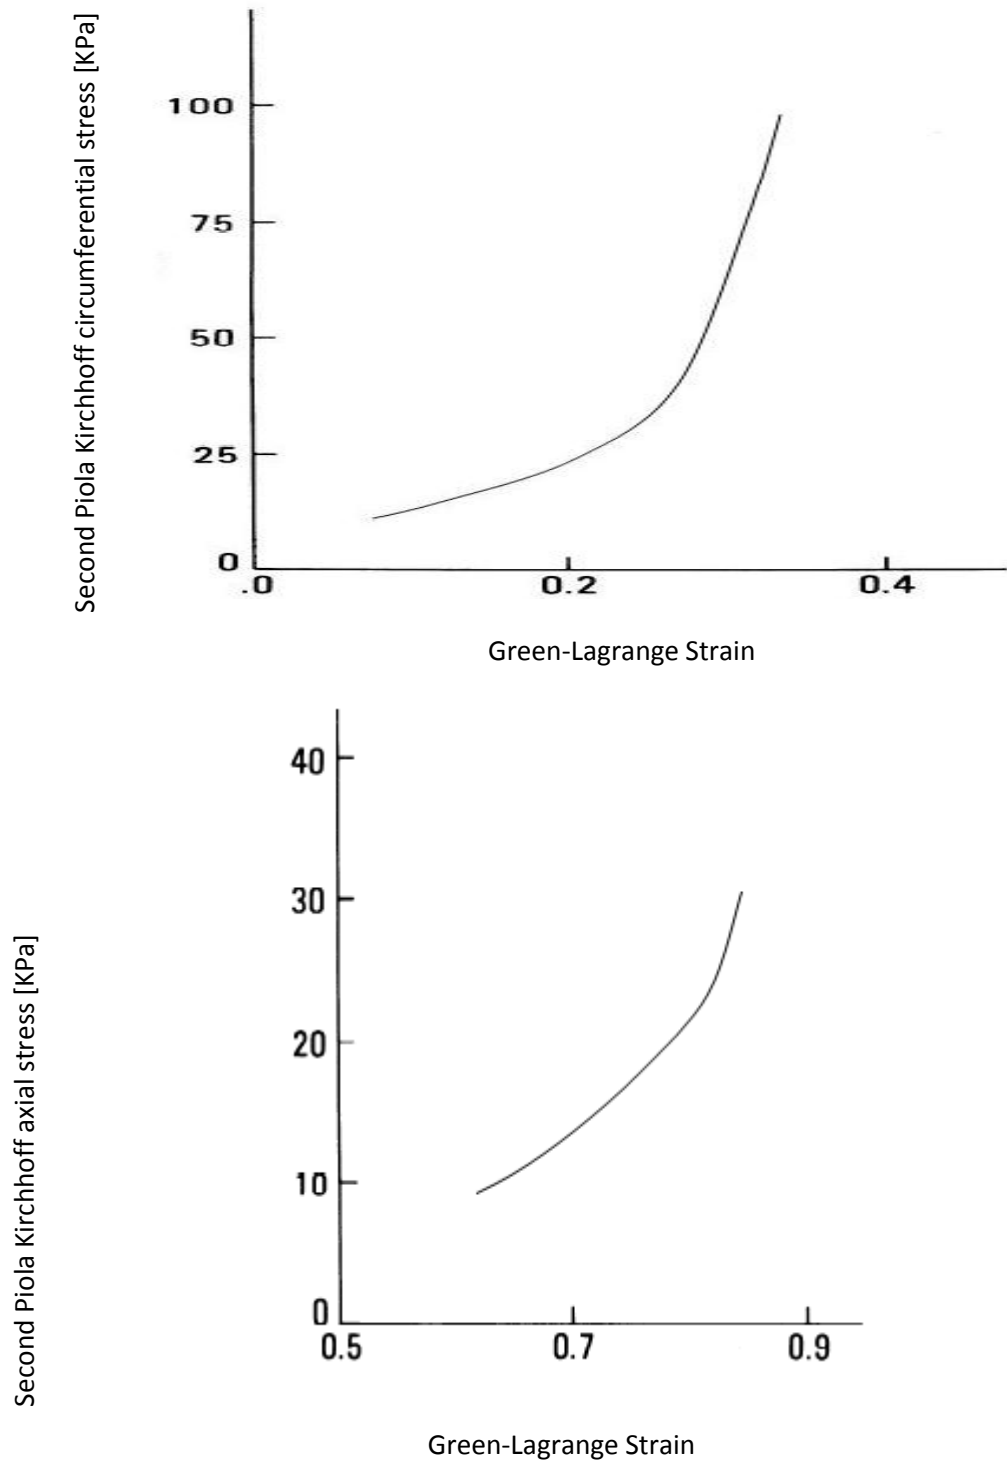 Second Piola Kirchhoff circumferential stress [KPa]
100
75
50
25
0
.0 0.2 0.4
Green-Lagrange Strain
Second Piola Kirchhoff axial stress [KPa]
40
30
20
10
0
0.5 0.7 0.9
Green-Lagrange Strain